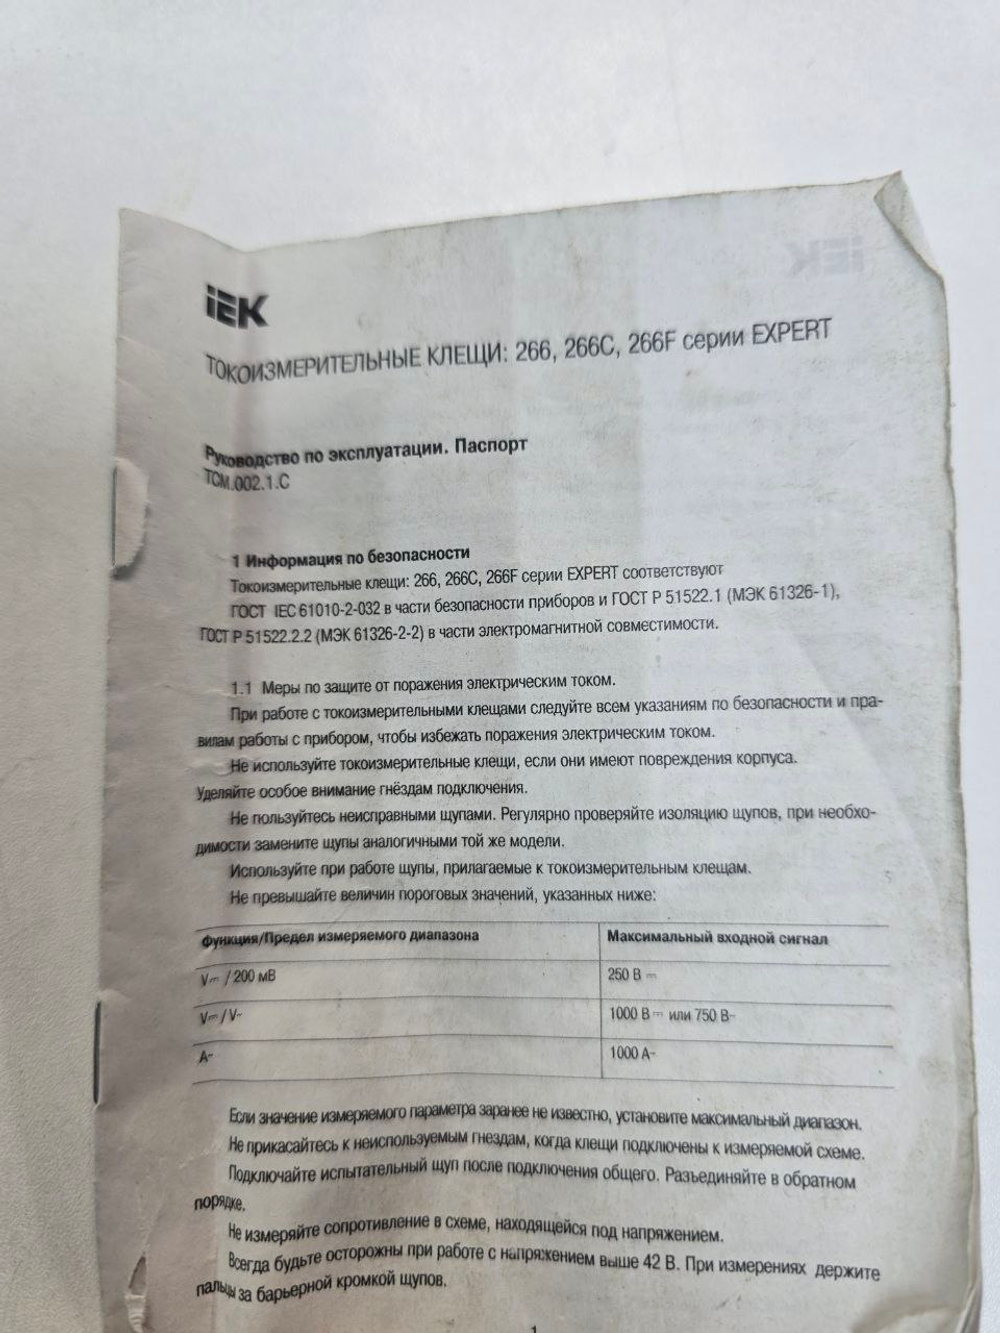 iEK
ТОКОИЗМЕРИТЕЛЬНЫЕ КЛЕЩИ: 266, 266C, 266F серии EXPERT
Руководство по эксплуатации. Паспорт
TCM.002.1.C
1 Информация по безопасности
Токоизмерительные клещи: 266, 266C, 266F серии EXPERT соответствуют
ГОСТ IEC 61010-2-032 в части безопасности приборов и ГОСТ Р 51522.1 (МЭК 61326-1),
ГОСТ Р 51522.2.2 (МЭК 61326-2-2) в части электромагнитной совместимости.
1.1 Меры по защите от поражения электрическим током.
При работе с токоизмерительными клещами следуйте всем указаниям по безопасности и пра-
вилам работы с прибором, чтобы избежать поражения электрическим током.
Не используйте токоизмерительные клещи, если они имеют повреждения корпуса.
Уделяйте особое внимание гнёздам подключения.
Не пользуйтесь неисправными щупами. Регулярно проверяйте изоляцию щупов, при необхо-
димости замените щупы аналогичными той же модели.
Используйте при работе щупы, прилагаемые к токоизмерительным клещам.
Не превышайте величин пороговых значений, указанных ниже:
Функция/Предел измеряемого диапазона Максимальный входной сигнал
V⎓ / 200 мВ 250 В ⎓
V⎓ / V~ 1000 В ⎓ или 750 В~
A~ 1000 А~
Если значение измеряемого параметра заранее не известно, установите максимальный диапазон.
Не прикасайтесь к неиспользуемым гнездам, когда клещи подключены к измеряемой схеме.
Подключайте испытательный щуп после подключения общего. Разъединяйте в обратном
порядке.
Не измеряйте сопротивление в схеме, находящейся под напряжением.
Всегда будьте осторожны при работе с напряжением выше 42 В. При измерениях держите
пальцы за барьерной кромкой щупов.
1